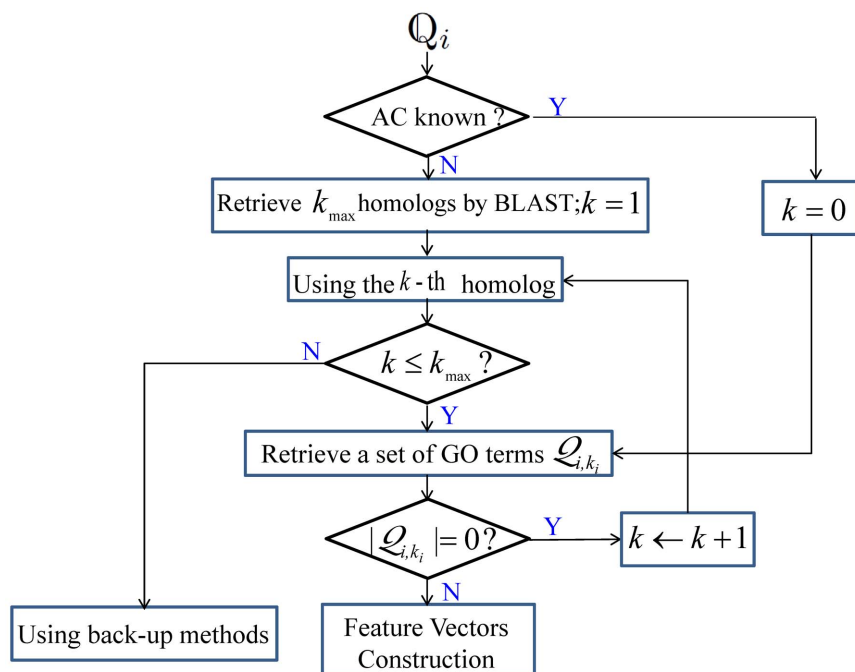 ℚᵢ
AC known ?
Y
N
Retrieve k_max homologs by BLAST;k = 1
k = 0
Using the k - th homolog
N
k ≤ k_max ?
Y
Retrieve a set of GO terms 𝒬_{i,k_i}
|𝒬_{i,k_i}|= 0?
Y
k ← k + 1
N
Using back-up methods
Feature Vectors
Construction